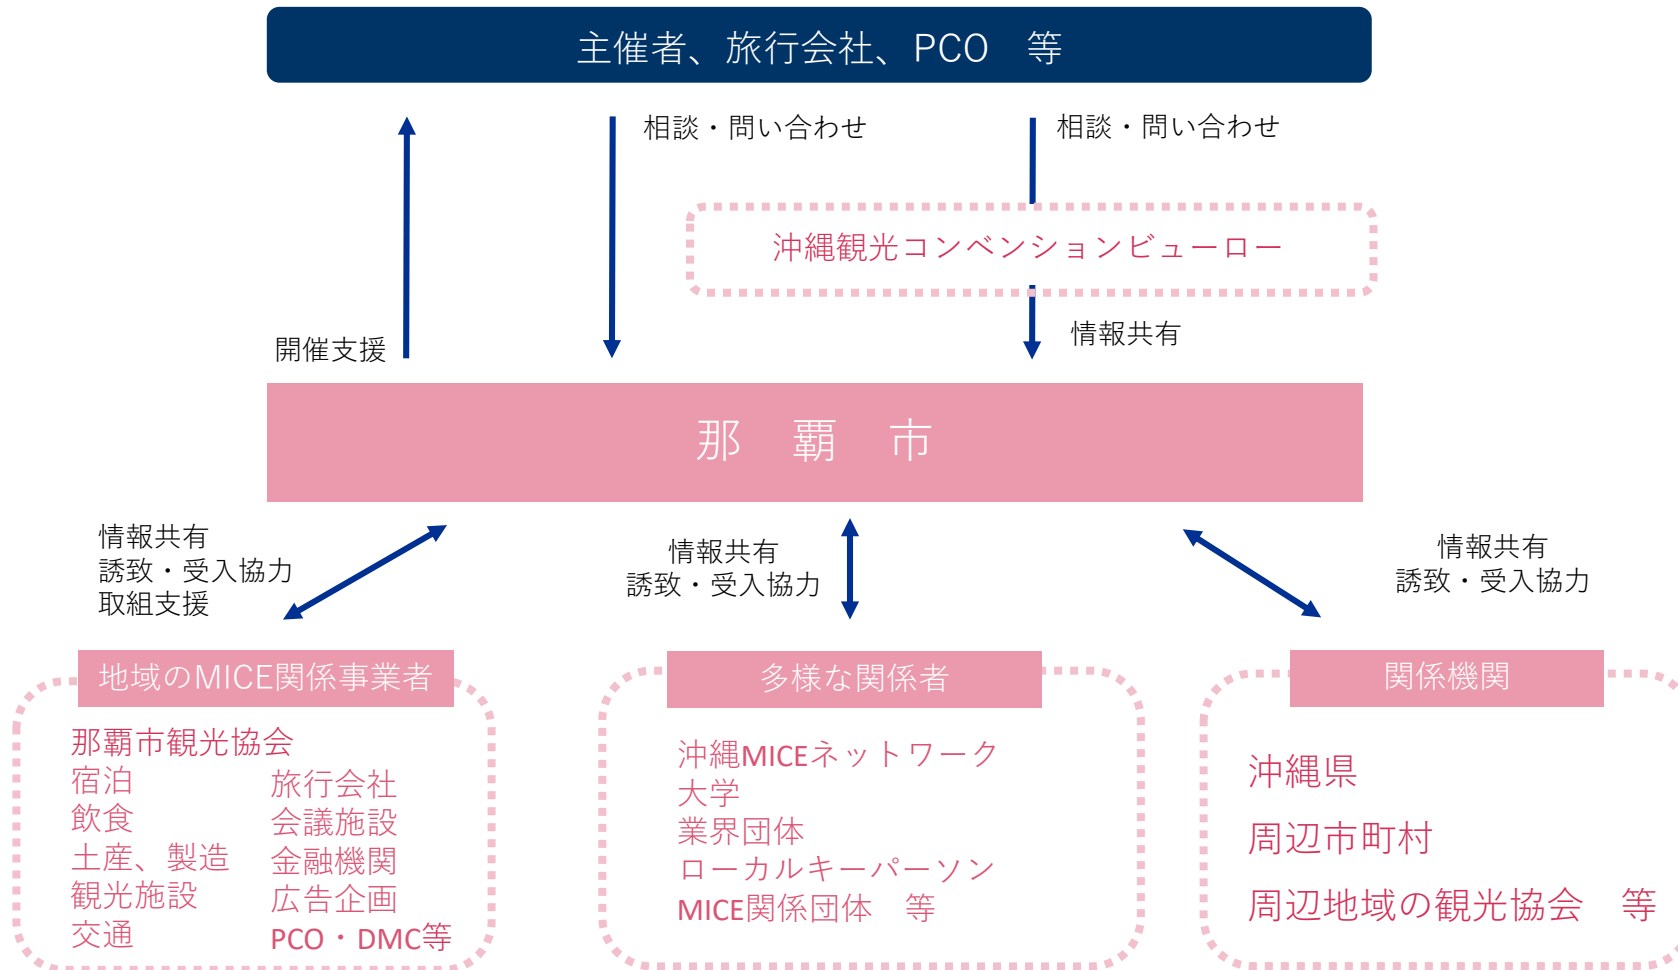 主催者、旅行会社、PCO　等
相談・問い合わせ
相談・問い合わせ
沖縄観光コンベンションビューロー
開催支援
情報共有
那　覇　市
情報共有
誘致・受入協力
取組支援
情報共有
誘致・受入協力
情報共有
誘致・受入協力
地域のMICE関係事業者
那覇市観光協会
宿泊
飲食
土産、製造
観光施設
交通
旅行会社
会議施設
金融機関
広告企画
PCO・DMC等
多様な関係者
沖縄MICEネットワーク
大学
業界団体
ローカルキーパーソン
MICE関係団体　等
関係機関
沖縄県
周辺市町村
周辺地域の観光協会　等